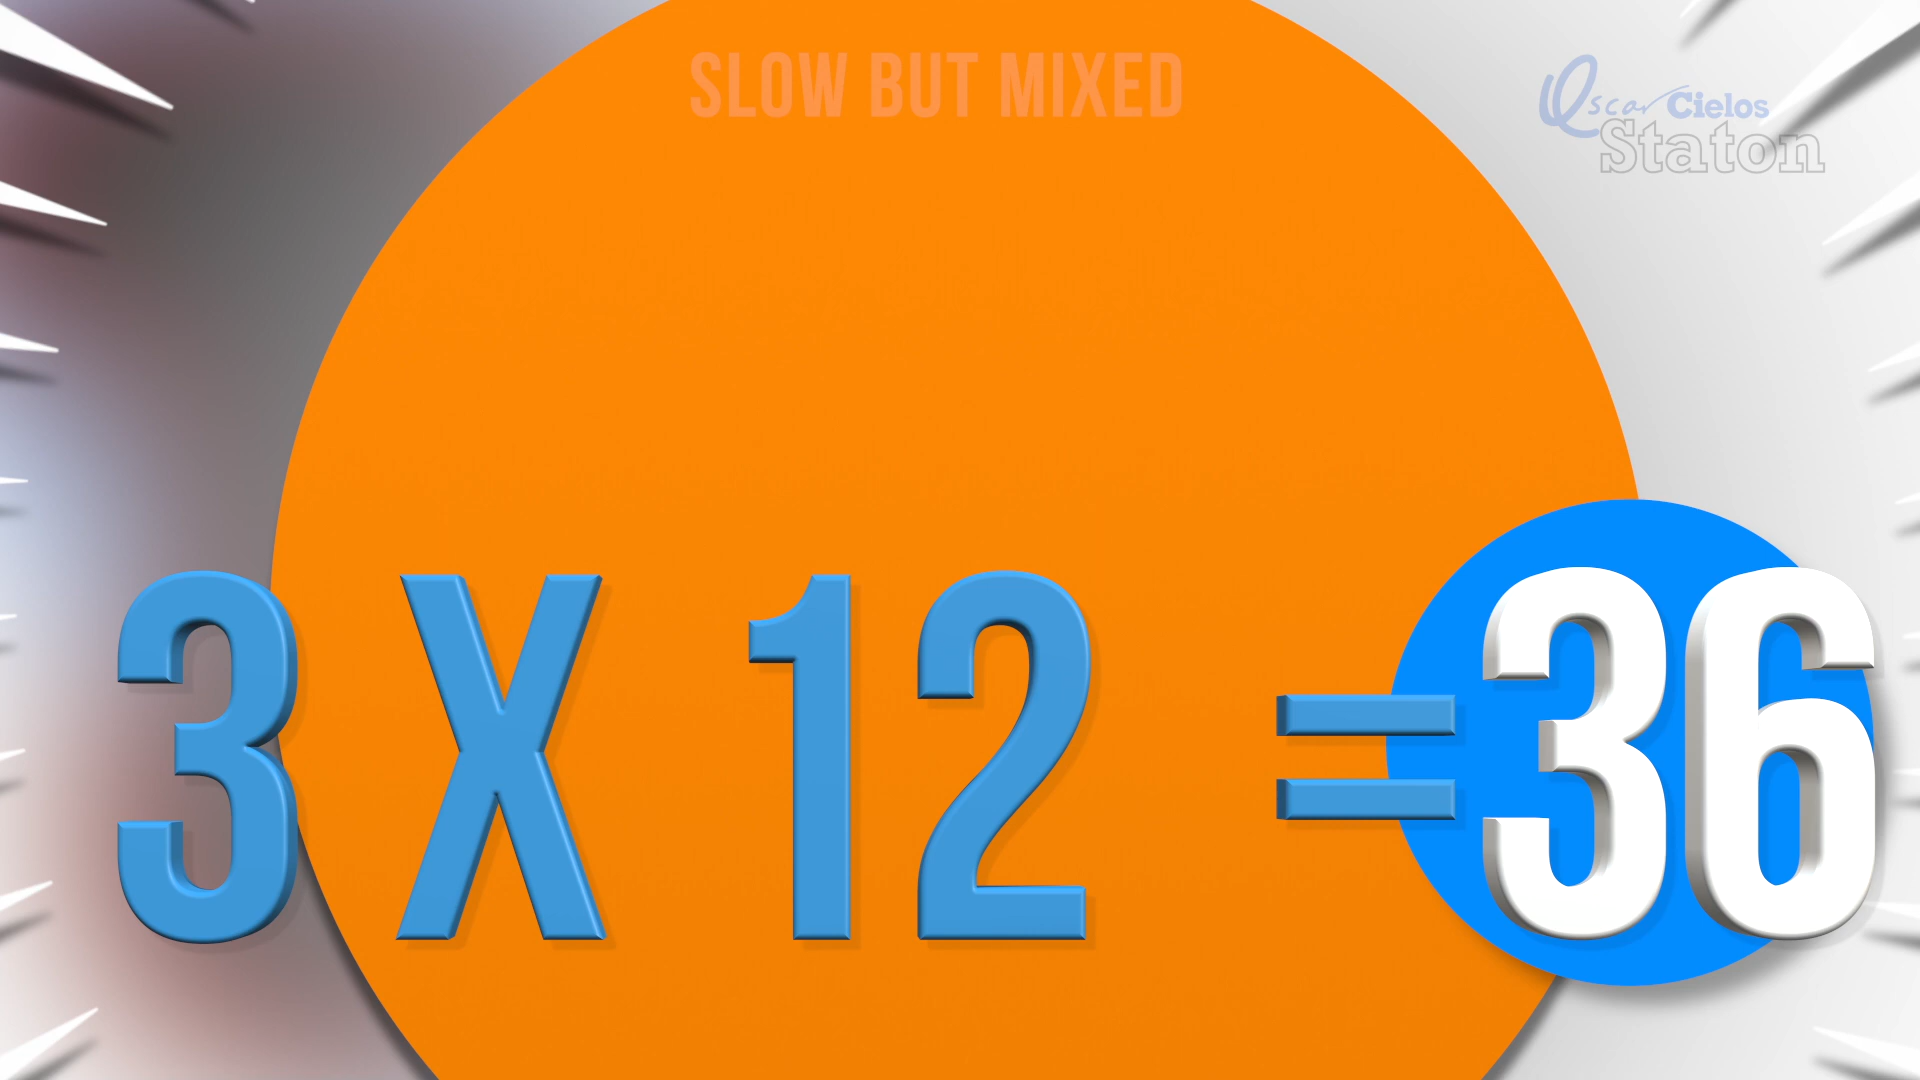 SLOW BUT MIXED
Oscar Cielos
Staton
3 X 12 = 36